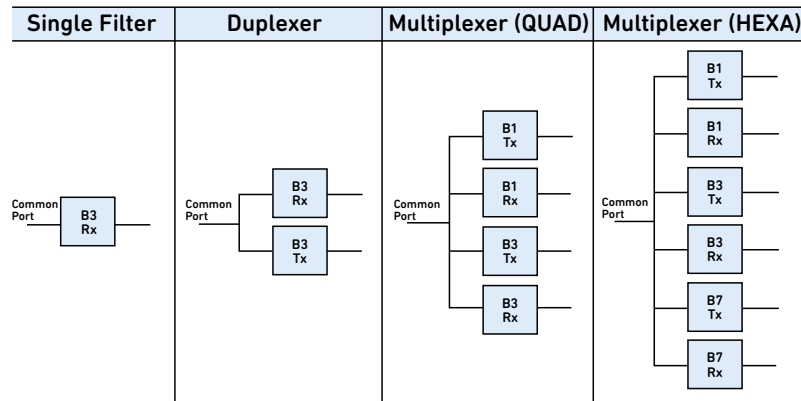 Single Filter
Duplexer
Multiplexer (QUAD)
Multiplexer (HEXA)
Common
Port
B3
Rx
Common
Port
B3
Rx
B3
Tx
Common
Port
B1
Tx
B1
Rx
B3
Tx
B3
Rx
Common
Port
B1
Tx
B1
Rx
B3
Tx
B3
Rx
B7
Tx
B7
Rx